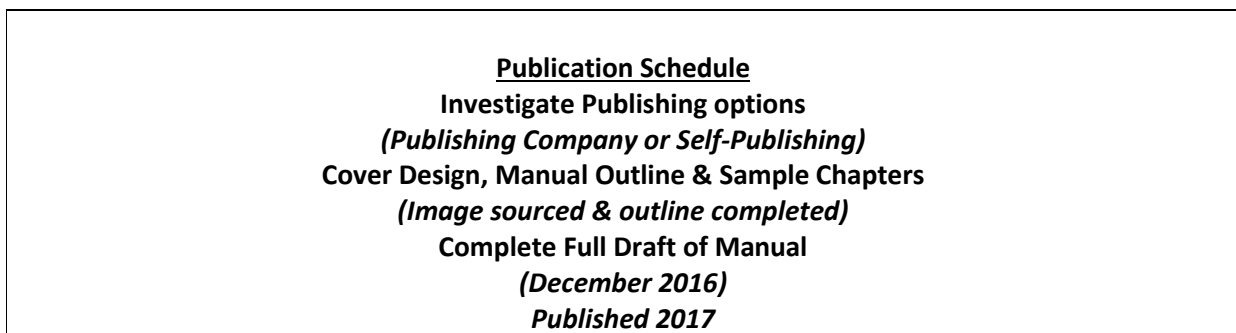 Publication Schedule
Investigate Publishing options
(Publishing Company or Self-Publishing)
Cover Design, Manual Outline & Sample Chapters
(Image sourced & outline completed)
Complete Full Draft of Manual
(December 2016)
Published 2017